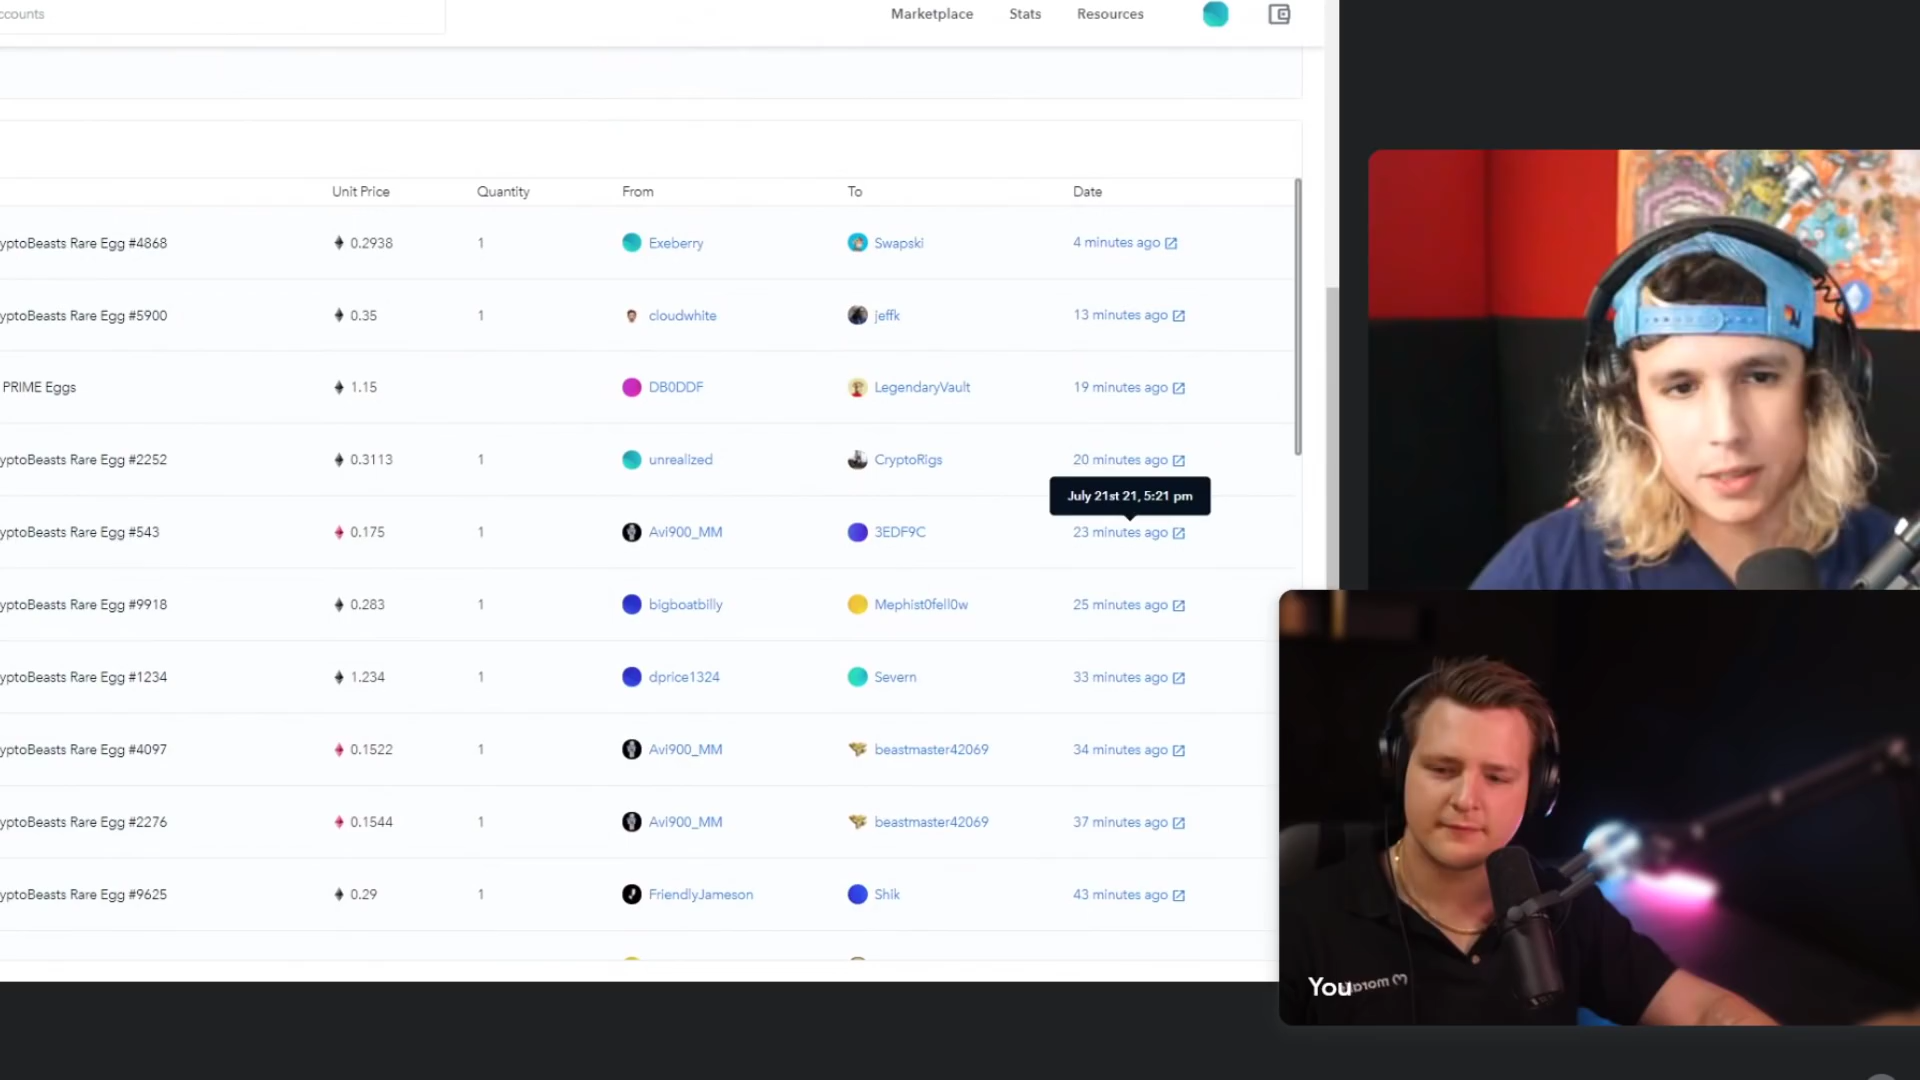 ccounts
Marketplace Stats Resources
Unit Price Quantity From To Date
yptoBeasts Rare Egg #4868 0.2938 1 Exeberry Swapski 4 minutes ago
yptoBeasts Rare Egg #5900 0.35 1 cloudwhite jeffk 13 minutes ago
PRIME Eggs 1.15 DB0DDF LegendaryVault 19 minutes ago
yptoBeasts Rare Egg #2252 0.3113 1 unrealized CryptoRigs 20 minutes ago
July 21st 21, 5:21 pm
yptoBeasts Rare Egg #543 0.175 1 Avi900_MM 3EDF9C 23 minutes ago
yptoBeasts Rare Egg #9918 0.283 1 bigboatbilly Mephist0fell0w 25 minutes ago
yptoBeasts Rare Egg #1234 1.234 1 dprice1324 Severn 33 minutes ago
yptoBeasts Rare Egg #4097 0.1522 1 Avi900_MM beastmaster42069 34 minutes ago
yptoBeasts Rare Egg #2276 0.1544 1 Avi900_MM beastmaster42069 37 minutes ago
yptoBeasts Rare Egg #9625 0.29 1 FriendlyJameson Shik 43 minutes ago
You